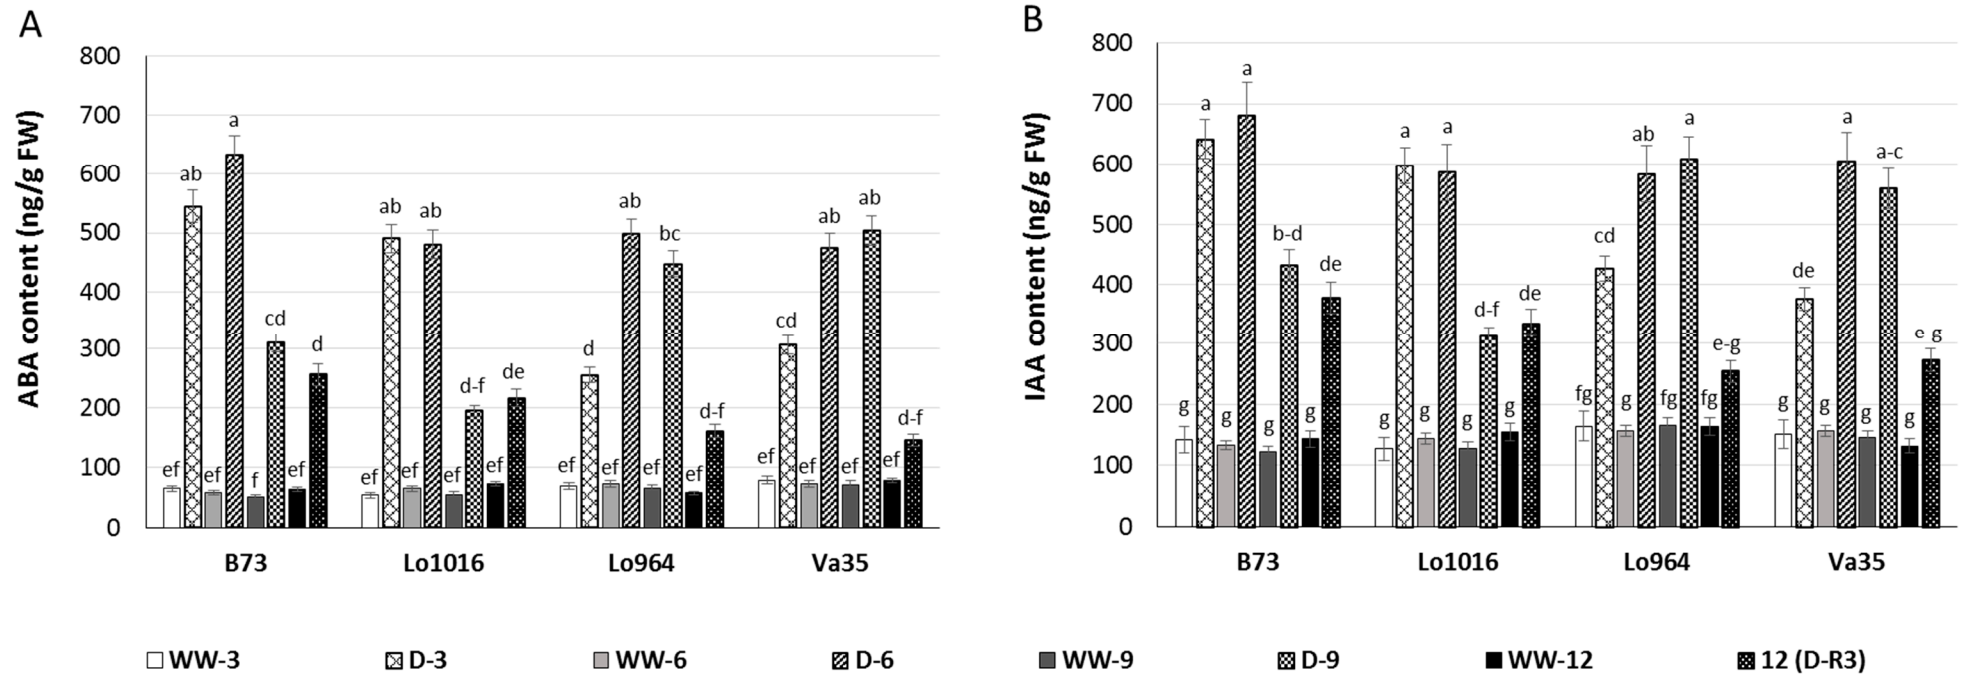 A
ABA content (ng/g FW)
800
700
600
500
400
300
200
100
0
ef ab ef a f cd ef d
ef ab ef ab ef d-f ef de
ef d ef ab ef bc ef d-f
ef cd ef ab ef ab ef d-f
B73 Lo1016 Lo964 Va35
B
IAA content (ng/g FW)
800
700
600
500
400
300
200
100
0
g a g a g b-d g de
g a g a g d-f g de
fg cd g ab fg a fg e-g
g de g a g a-c g e g
B73 Lo1016 Lo964 Va35
WW-3 D-3 WW-6 D-6 WW-9 D-9 WW-12 12 (D-R3)